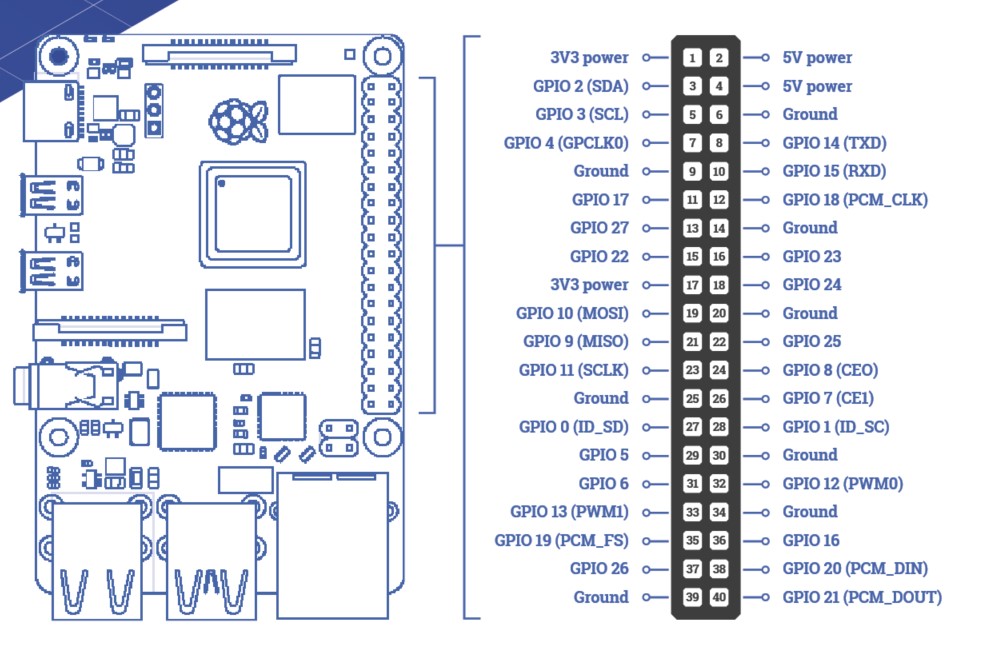 3V3 power 1 2 5V power
GPIO 2 (SDA) 3 4 5V power
GPIO 3 (SCL) 5 6 Ground
GPIO 4 (GPCLK0) 7 8 GPIO 14 (TXD)
Ground 9 10 GPIO 15 (RXD)
GPIO 17 11 12 GPIO 18 (PCM_CLK)
GPIO 27 13 14 Ground
GPIO 22 15 16 GPIO 23
3V3 power 17 18 GPIO 24
GPIO 10 (MOSI) 19 20 Ground
GPIO 9 (MISO) 21 22 GPIO 25
GPIO 11 (SCLK) 23 24 GPIO 8 (CEO)
Ground 25 26 GPIO 7 (CE1)
GPIO 0 (ID_SD) 27 28 GPIO 1 (ID_SC)
GPIO 5 29 30 Ground
GPIO 6 31 32 GPIO 12 (PWM0)
GPIO 13 (PWM1) 33 34 Ground
GPIO 19 (PCM_FS) 35 36 GPIO 16
GPIO 26 37 38 GPIO 20 (PCM_DIN)
Ground 39 40 GPIO 21 (PCM_DOUT)